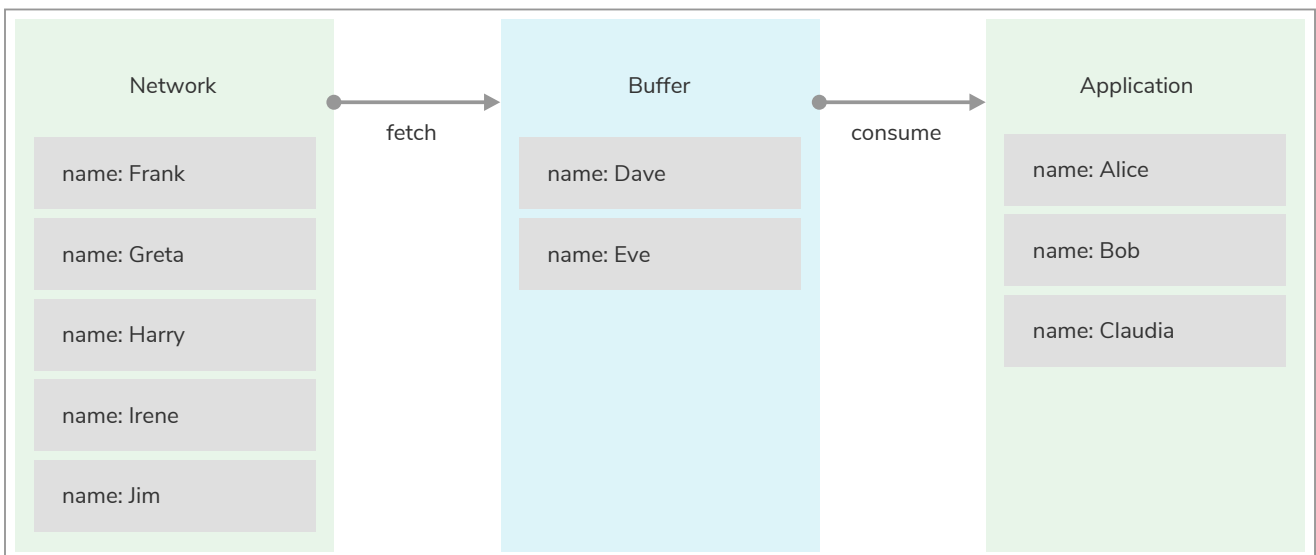 Network
fetch
name: Frank
name: Greta
name: Harry
name: Irene
name: Jim
Buffer
consume
name: Dave
name: Eve
Application
name: Alice
name: Bob
name: Claudia